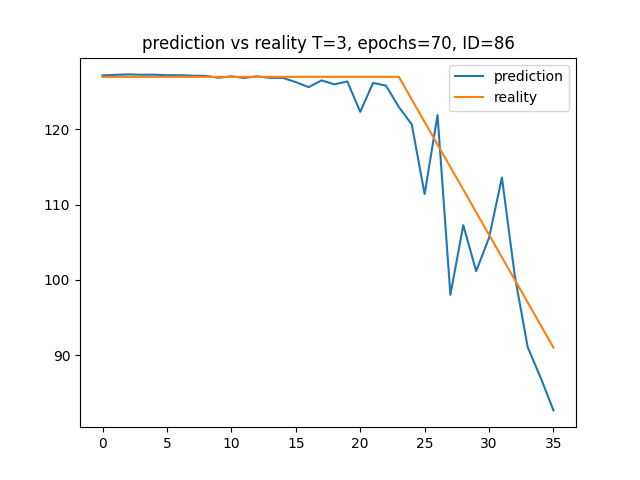 prediction vs reality T=3, epochs=70, ID=86
prediction
reality
120
110
100
90
0 5 10 15 20 25 30 35